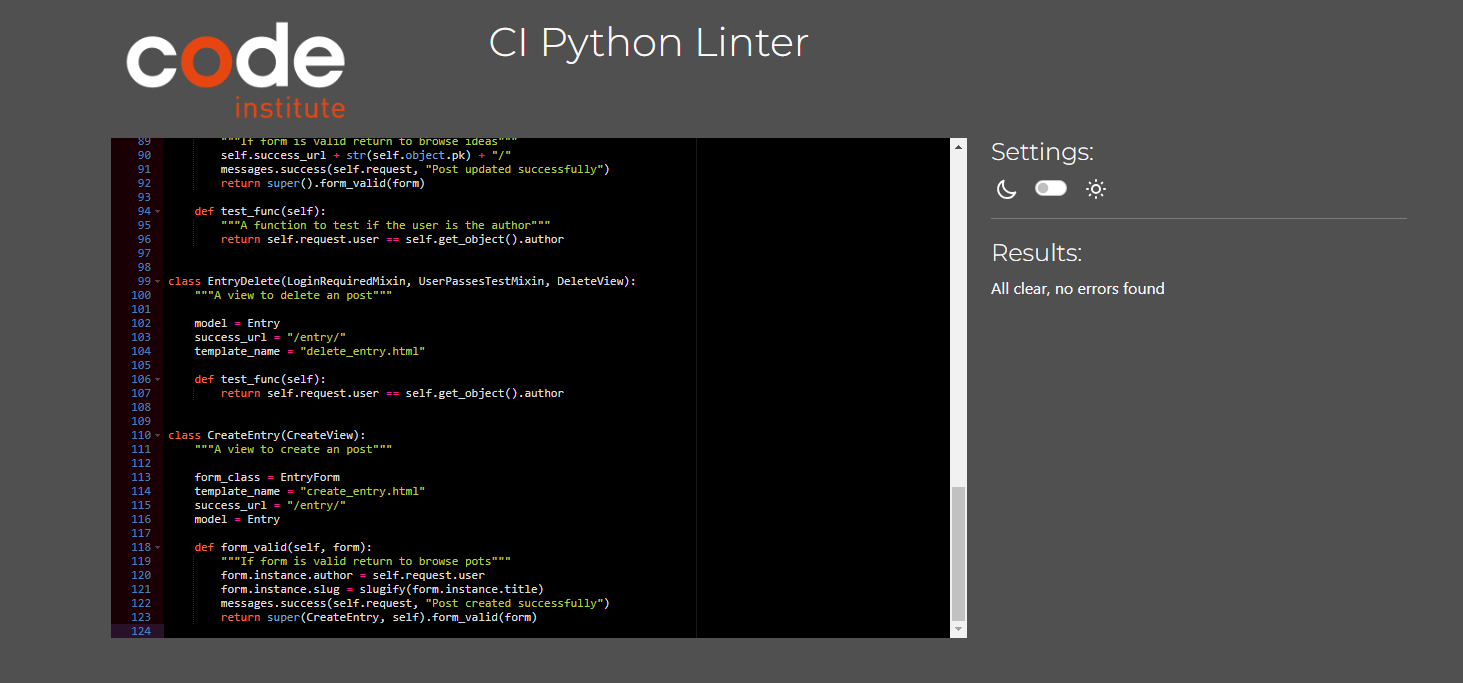 code
institute
CI Python Linter
89 """If form is valid return to browse ideas"""
90 self.success_url + str(self.object.pk) + "/"
91 messages.success(self.request, "Post updated successfully")
92 return super().form_valid(form)
93
94 def test_func(self):
95 """A function to test if the user is the author"""
96 return self.request.user == self.get_object().author
97
98
99 class EntryDelete(LoginRequiredMixin, UserPassesTestMixin, DeleteView):
100 """A view to delete an post"""
101
102 model = Entry
103 success_url = "/entry/"
104 template_name = "delete_entry.html"
105
106 def test_func(self):
107 return self.request.user == self.get_object().author
108
109
110 class CreateEntry(CreateView):
111 """A view to create an post"""
112
113 form_class = EntryForm
114 template_name = "create_entry.html"
115 success_url = "/entry/"
116 model = Entry
117
118 def form_valid(self, form):
119 """If form is valid return to browse pots"""
120 form.instance.author = self.request.user
121 form.instance.slug = slugify(form.instance.title)
122 messages.success(self.request, "Post created successfully")
123 return super(CreateEntry, self).form_valid(form)
124
Settings:
Results:
All clear, no errors found